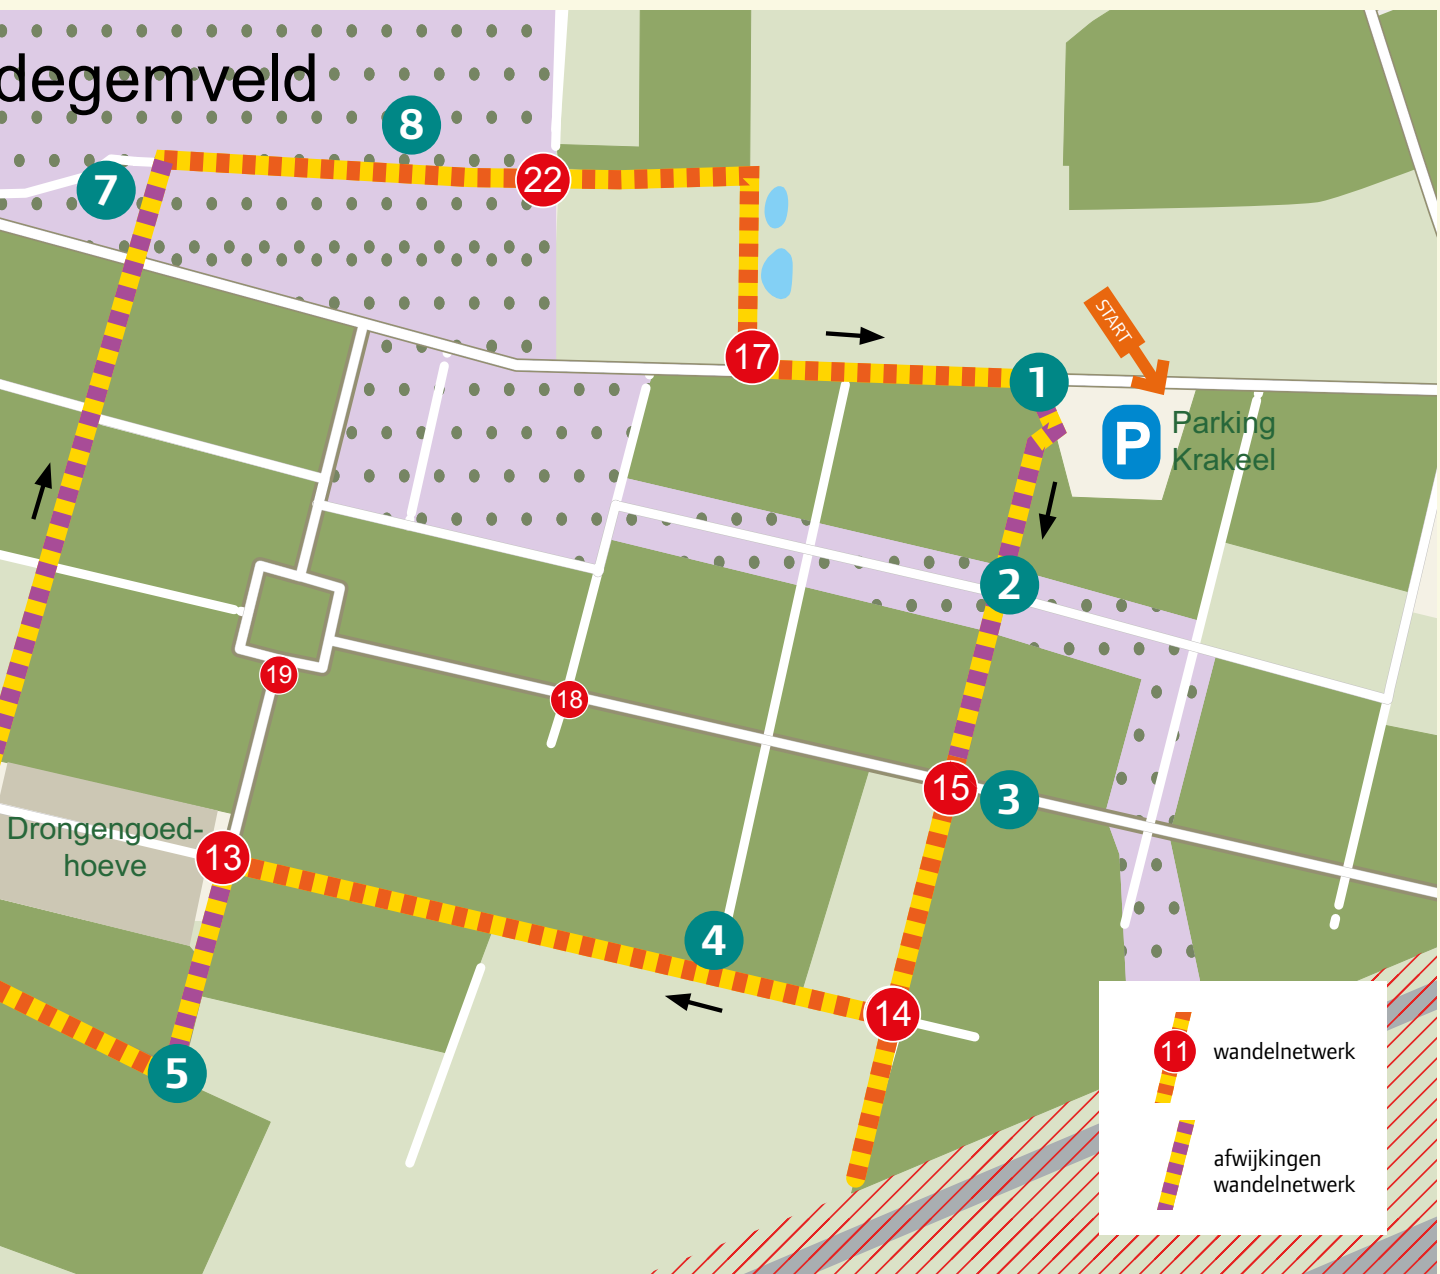 degemveld
8
22
7
START
17
1
P
Parking
Krakeel
2
19
18
15
3
Drongengoed-
hoeve
13
4
14
5
11
wandelnetwerk
afwijkingen
wandelnetwerk